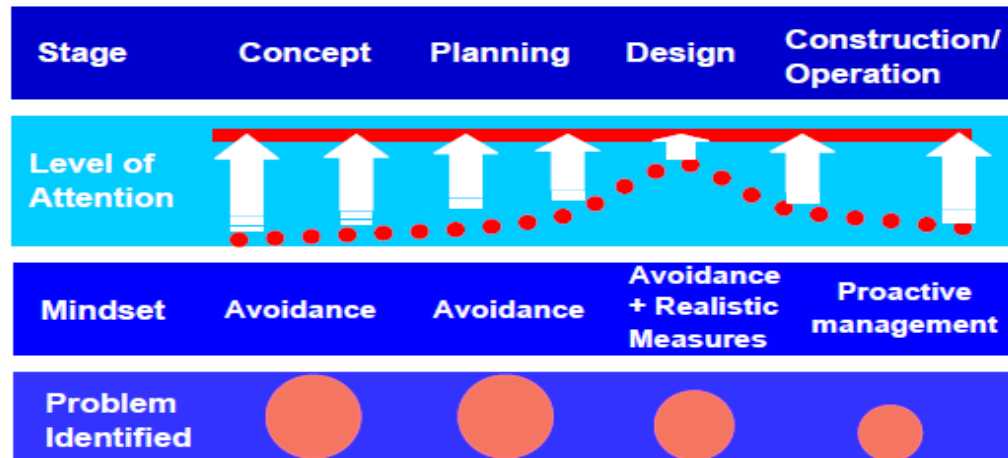 Stage
Concept
Planning
Design
Construction/
Operation
Level of
Attention
Mindset
Avoidance
Avoidance
Avoidance
+ Realistic
Measures
Proactive
management
Problem
Identified